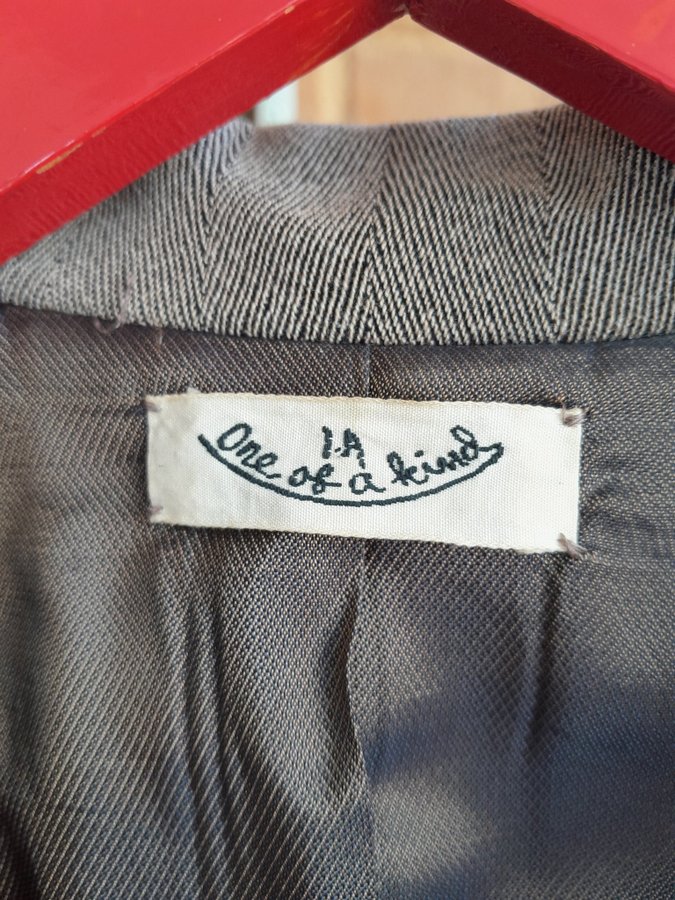 I.A
One of a kind